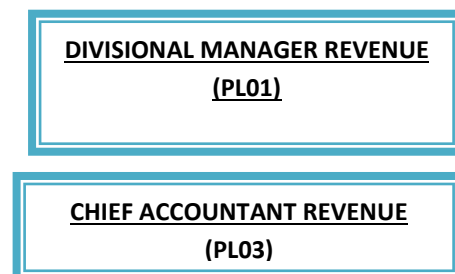 DIVISIONAL MANAGER REVENUE
(PL01)
CHIEF ACCOUNTANT REVENUE
(PL03)